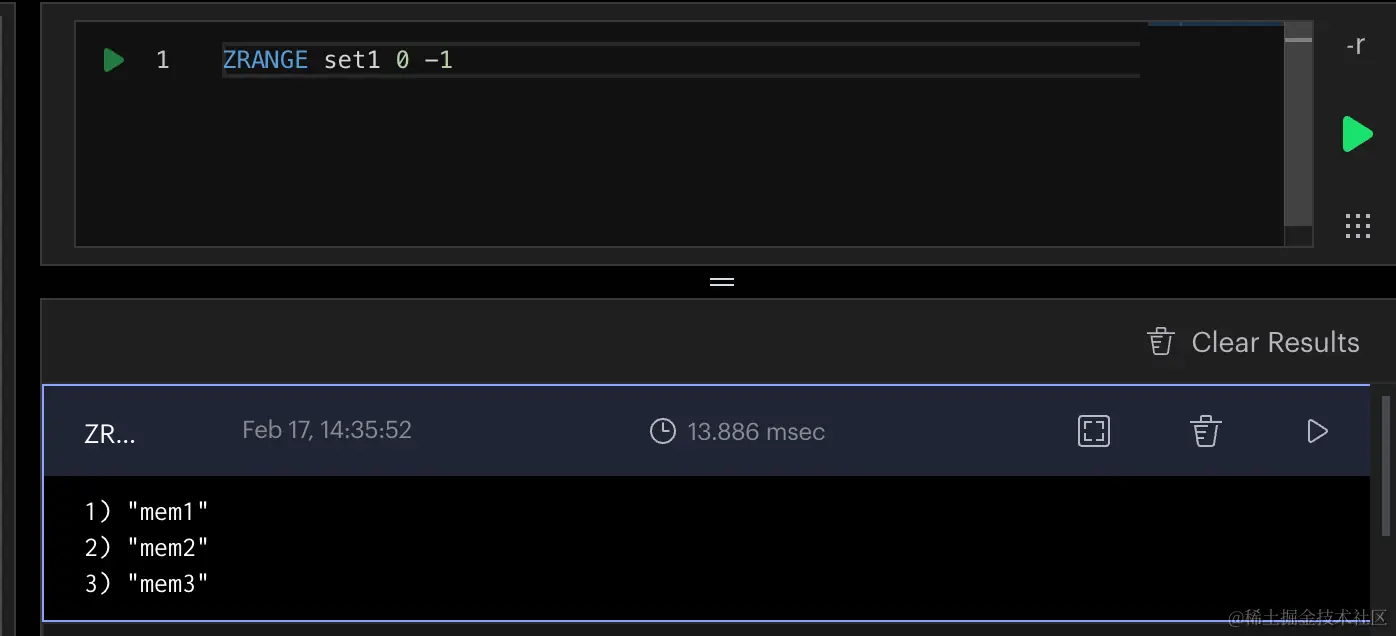 1 ZRANGE set1 0 -1
-r
Clear Results
ZR... Feb 17, 14:35:52 13.886 msec
1) "mem1"
2) "mem2"
3) "mem3"
@稀土掘金技术社区